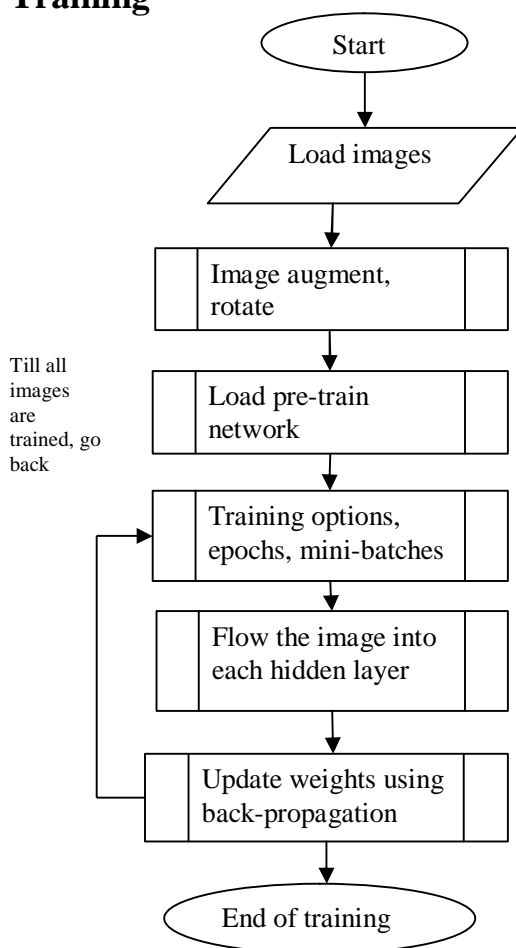 Training
Start
Load images
Image augment,
rotate
Till all
images
are
trained, go
back
Load pre-train
network
Training options,
epochs, mini-batches
Flow the image into
each hidden layer
Update weights using
back-propagation
End of training